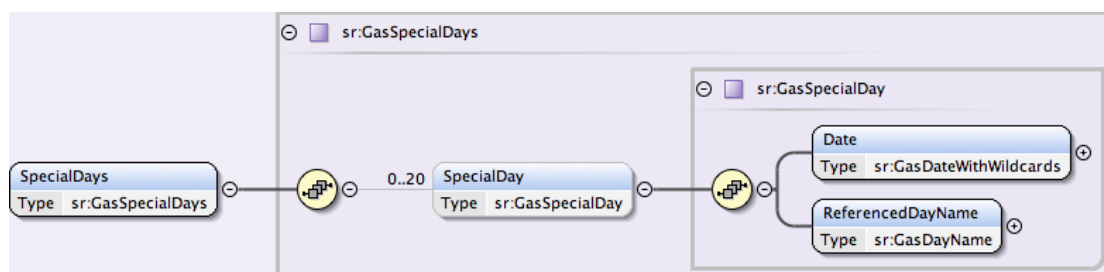 sr:GasSpecialDays
sr:GasSpecialDay
Date
Type sr:GasDateWithWildcards
SpecialDays
Type sr:GasSpecialDays
0..20
SpecialDay
Type sr:GasSpecialDay
ReferencedDayName
Type sr:GasDayName